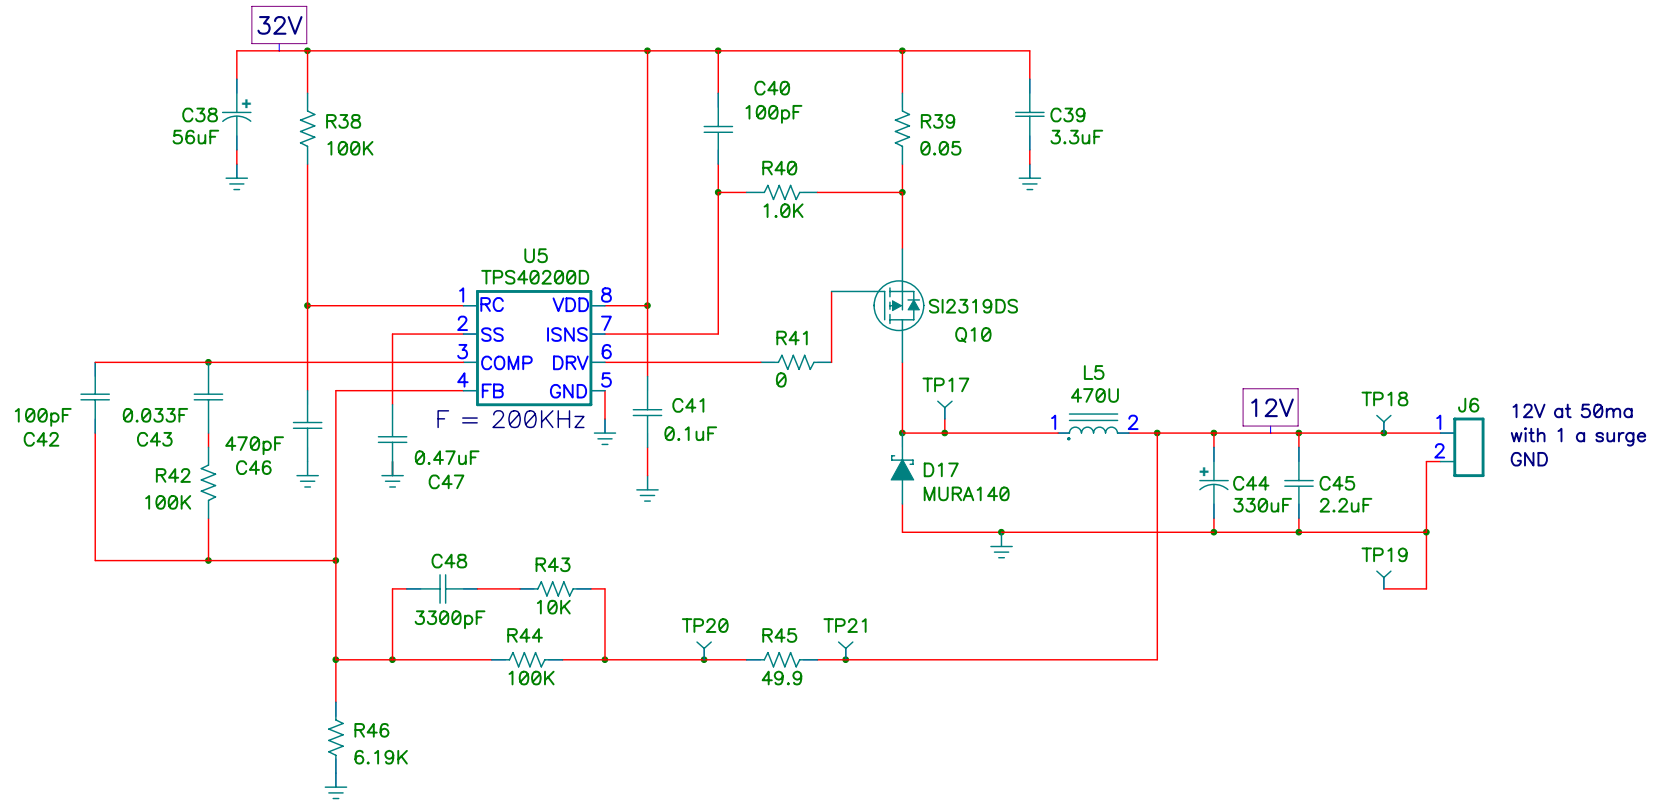 32V
C38
56uF
R38
100K
C40
100pF
R39
0.05
C39
3.3uF
R40
1.0K
U5
TPS40200D
1 RC VDD 8
2 SS ISNS 7
3 COMP DRV 6
4 FB GND 5
F = 200KHz
SI2319DS
Q10
R41
0
100pF
C42
0.033F
C43
R42
100K
470pF
C46
0.47uF
C47
C41
0.1uF
TP17
L5
470U
1 2
12V
TP18
J6
1
2
12V at 50ma
with 1 a surge
GND
D17
MURA140
C44
330uF
C45
2.2uF
TP19
C48
3300pF
R43
10K
R44
100K
TP20
R45
49.9
TP21
R46
6.19K